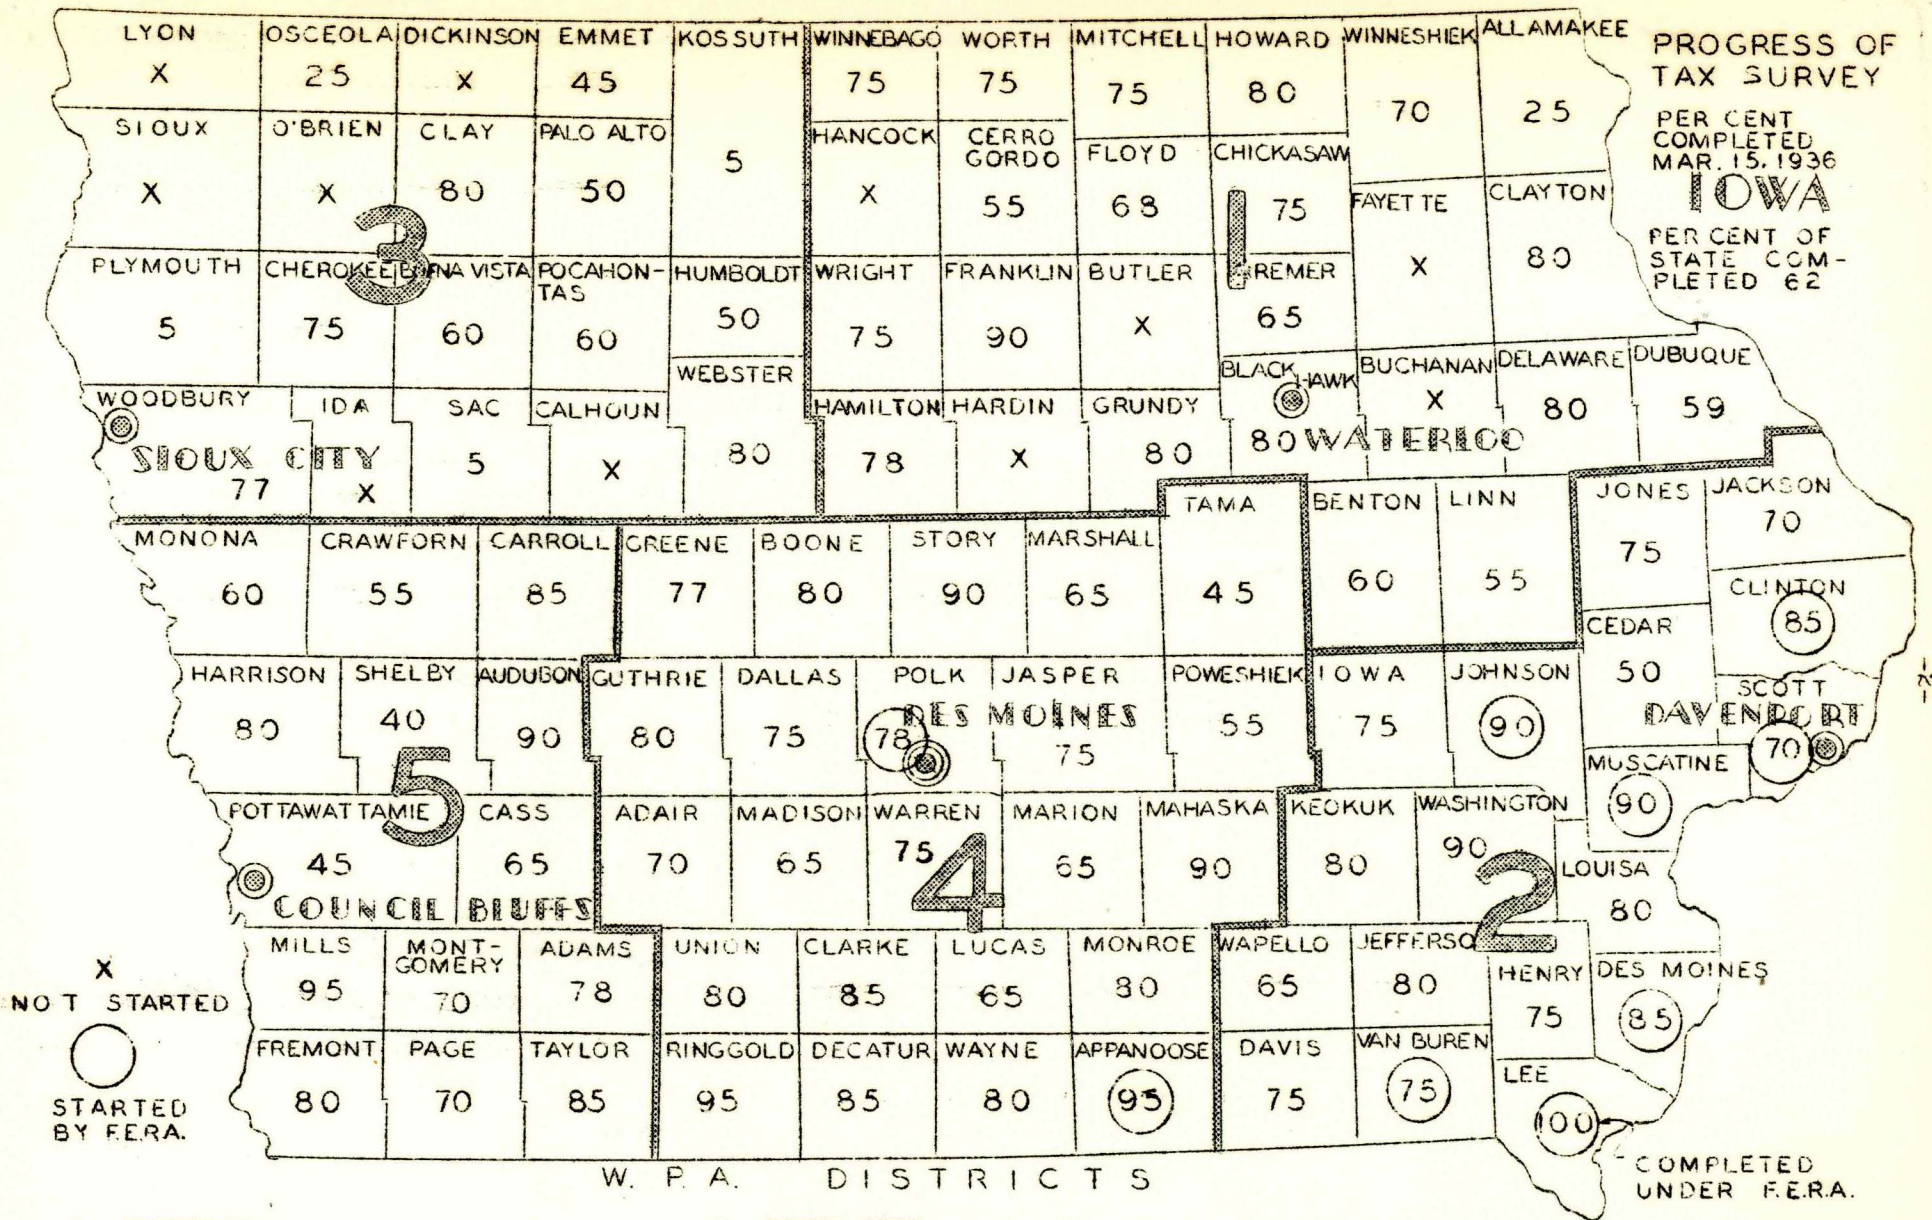 PROGRESS OF
TAX SURVEY
PER CENT
COMPLETED
MAR. 15. 1936
IOWA
PER CENT OF
STATE COM-
PLETED 62
LYON
X
OSCEOLA
25
DICKINSON
X
EMMET
45
KOSSUTH
5
WINNEBAGO
75
WORTH
75
MITCHELL
75
HOWARD
80
WINNESHIEK
70
ALLAMAKEE
25
SIOUX
X
O'BRIEN
X
CLAY
80
PALO ALTO
50
HANCOCK
X
CERRO
GORDO
55
FLOYD
68
CHICKASAW
75
FAYETTE
X
CLAYTON
80
3
1
PLYMOUTH
5
CHEROKEE
75
BUENA VISTA
60
POCAHON-
TAS
60
HUMBOLDT
50
WRIGHT
75
FRANKLIN
90
BUTLER
X
BREMER
65
WOODBURY
SIOUX CITY
77
IDA
X
SAC
5
CALHOUN
X
WEBSTER
80
HAMILTON
78
HARDIN
X
GRUNDY
80
BLACK
HAWK
80
WATERLOO
BUCHANAN
X
DELAWARE
80
DUBUQUE
59
MONONA
60
CRAWFORN
55
CARROLL
85
GREENE
77
BOONE
80
STORY
90
MARSHALL
65
TAMA
45
BENTON
60
LINN
55
JONES
75
JACKSON
70
CLINTON
85
CEDAR
50
HARRISON
80
SHELBY
40
AUDUBON
90
GUTHRIE
80
DALLAS
75
POLK
78
DES MOINES
JASPER
75
POWESHIEK
55
IOWA
75
JOHNSON
90
SCOTT
DAVENPORT
70
MUSCATINE
90
5
POTTAWATTAMIE
45
COUNCIL BLUFFS
CASS
65
ADAIR
70
MADISON
65
WARREN
75
4
MARION
65
MAHASKA
90
KEOKUK
80
WASHINGTON
90
2
LOUISA
80
MILLS
95
MONT-
GOMERY
70
ADAMS
78
UNION
80
CLARKE
85
LUCAS
65
MONROE
80
WAPELLO
65
JEFFERSO
80
HENRY
75
DES MOINES
85
FREMONT
80
PAGE
70
TAYLOR
85
RINGGOLD
95
DECATUR
85
WAYNE
80
APPANOOSE
95
DAVIS
75
VAN BUREN
75
LEE
100
X
NOT STARTED
STARTED
BY F.E.R.A.
W. P. A. DISTRICTS
COMPLETED
UNDER F.E.R.A.